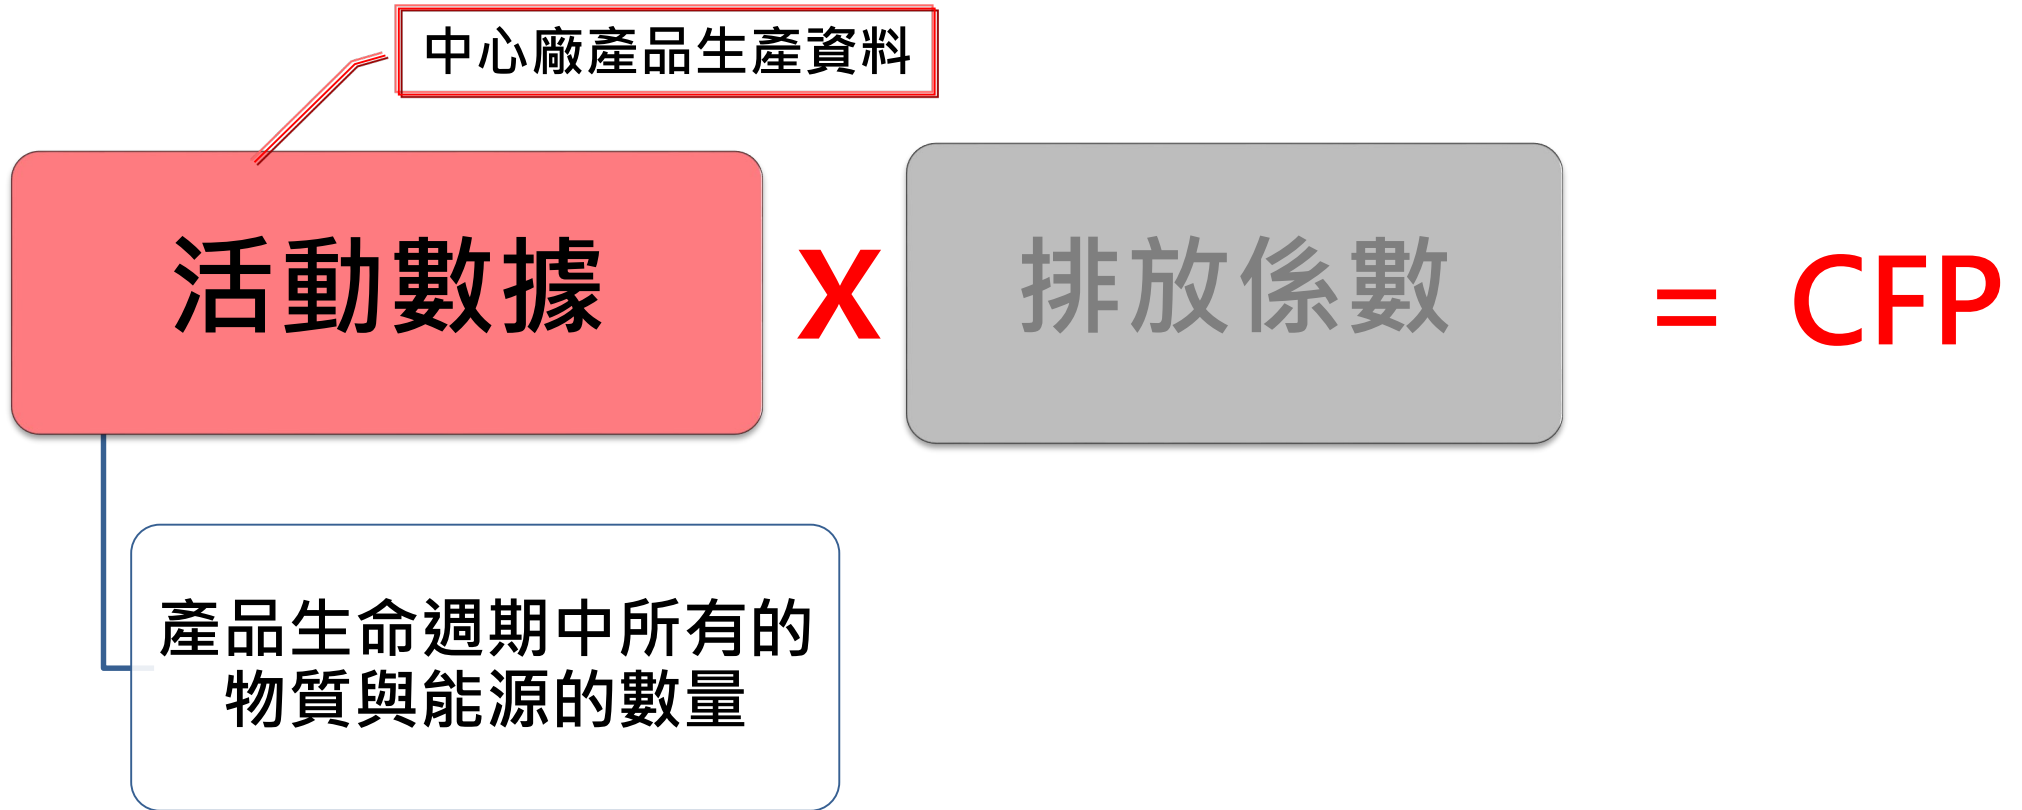 中心廠產品生產資料
活動數據 X 排放係數 = CFP
產品生命週期中所有的
物質與能源的數量